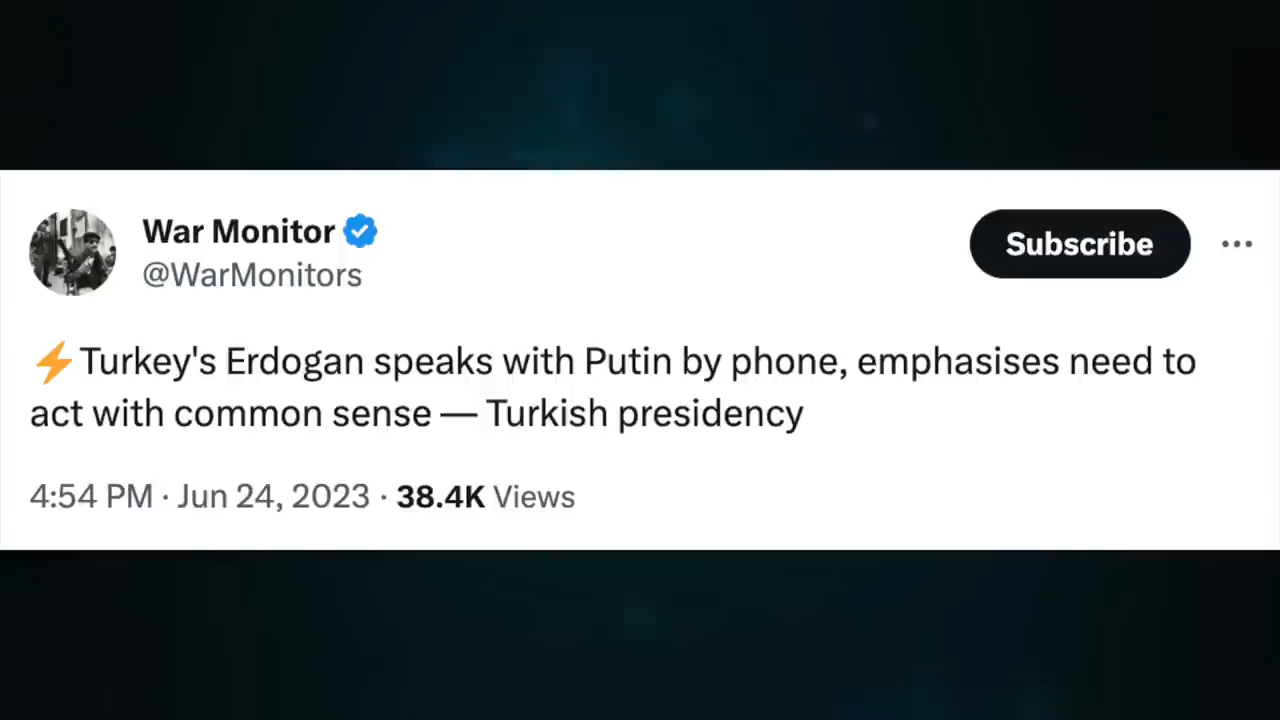 War Monitor
@WarMonitors
Subscribe
⚡Turkey's Erdogan speaks with Putin by phone, emphasises need to
act with common sense — Turkish presidency
4:54 PM · Jun 24, 2023 · 38.4K Views